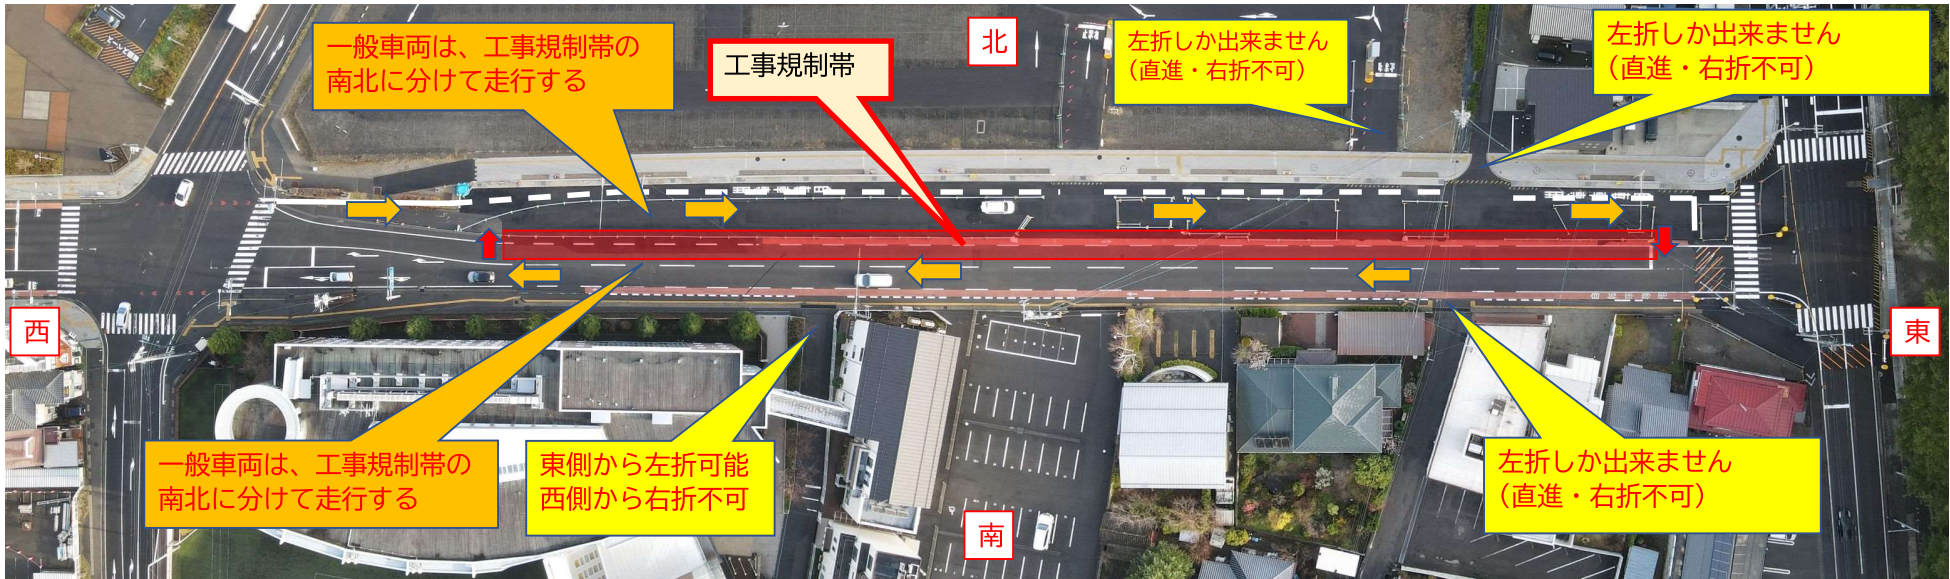 一般車両は、工事規制帯の
南北に分けて走行する
工事規制帯
北
左折しか出来ません
（直進・右折不可）
左折しか出来ません
（直進・右折不可）
西
東
一般車両は、工事規制帯の
南北に分けて走行する
東側から左折可能
西側から右折不可
南
左折しか出来ません
（直進・右折不可）